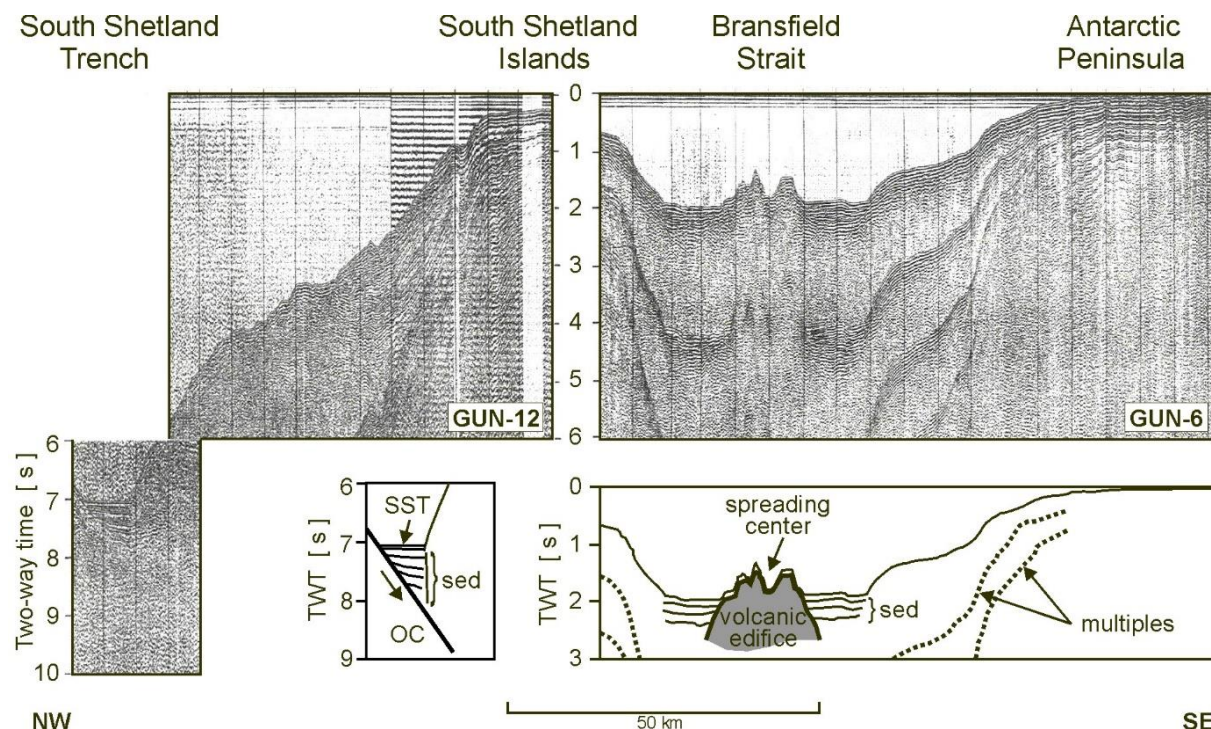 South Shetland
Trench
South Shetland
Islands
Bransfield
Strait
Antarctic
Peninsula
0
1
2
3
4
5
6
GUN-12
GUN-6
Two-way time [ s ]
6
7
8
9
10
TWT [ s ]
6
7
8
9
SST
sed
OC
TWT [ s ]
0
1
2
3
spreading
center
volcanic
edifice
sed
multiples
NW
50 km
SE